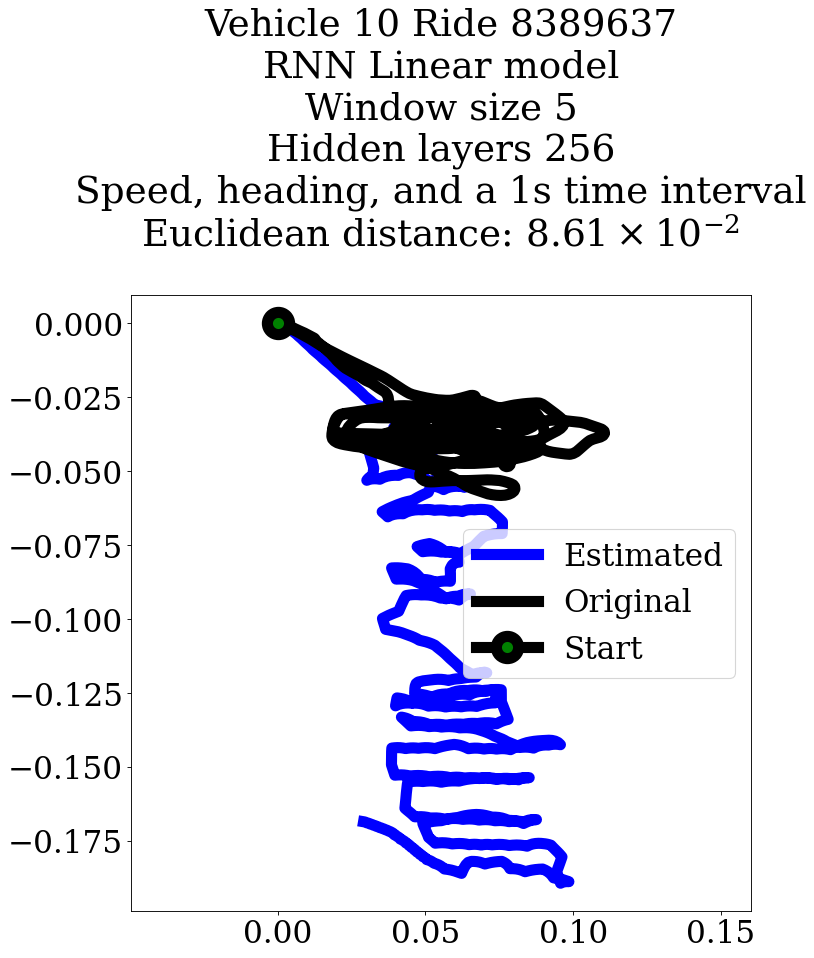 Vehicle 10 Ride 8389637
RNN Linear model
Window size 5
Hidden layers 256
Speed, heading, and a 1s time interval
Euclidean distance: 8.61 × 10⁻²
0.000
−0.025
−0.050
−0.075
−0.100
−0.125
−0.150
−0.175
Estimated
Original
Start
0.00 0.05 0.10 0.15